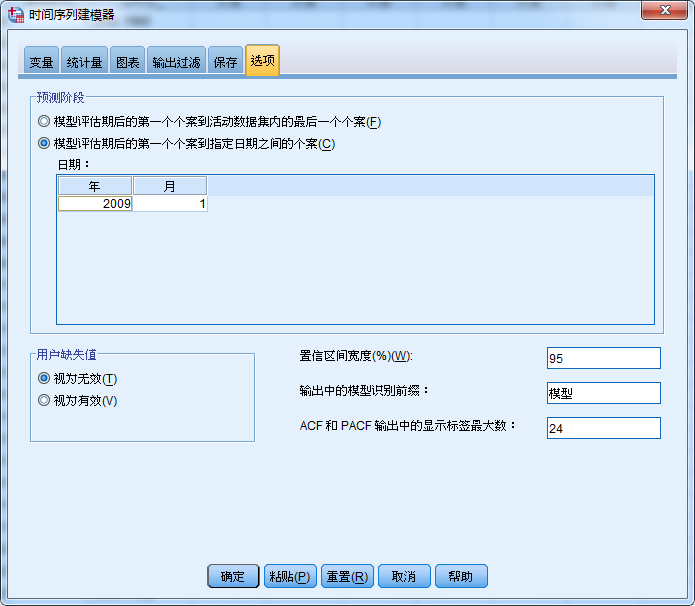 时间序列建模器
变量 统计量 图表 输出过滤 保存 选项
预测阶段
模型评估期后的第一个个案到活动数据集内的最后一个个案(F)
模型评估期后的第一个个案到指定日期之间的个案(C)
日期：
年 月
2009 1
用户缺失值
视为无效(T)
视为有效(V)
置信区间宽度(%)(W): 95
输出中的模型识别前缀： 模型
ACF 和 PACF 输出中的显示标签最大数： 24
确定 粘贴(P) 重置(R) 取消 帮助